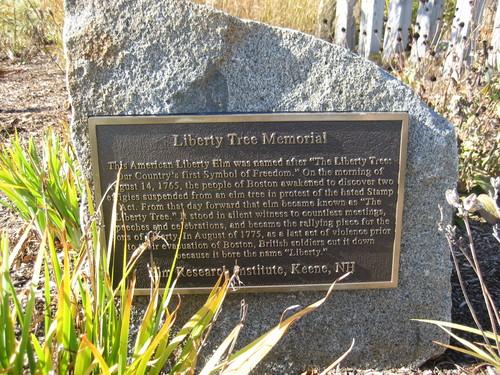 Liberty Tree Memorial
This American Liberty Elm was named after "The Liberty Tree:
Our Country's first Symbol of Freedom." On the morning of
August 14, 1765, the people of Boston awakened to discover two
effigies suspended from an elm tree in protest of the hated Stamp
Act. From that day forward that elm became known as "The
Liberty Tree." It stood in silent witness to countless meetings,
speeches and celebrations, and became the rallying place for the
Sons of Liberty. In August of 1775, as a last act of violence prior
their evacuation of Boston, British soldiers cut it down
because it bore the name "Liberty."
Elm Research Institute, Keene, NH